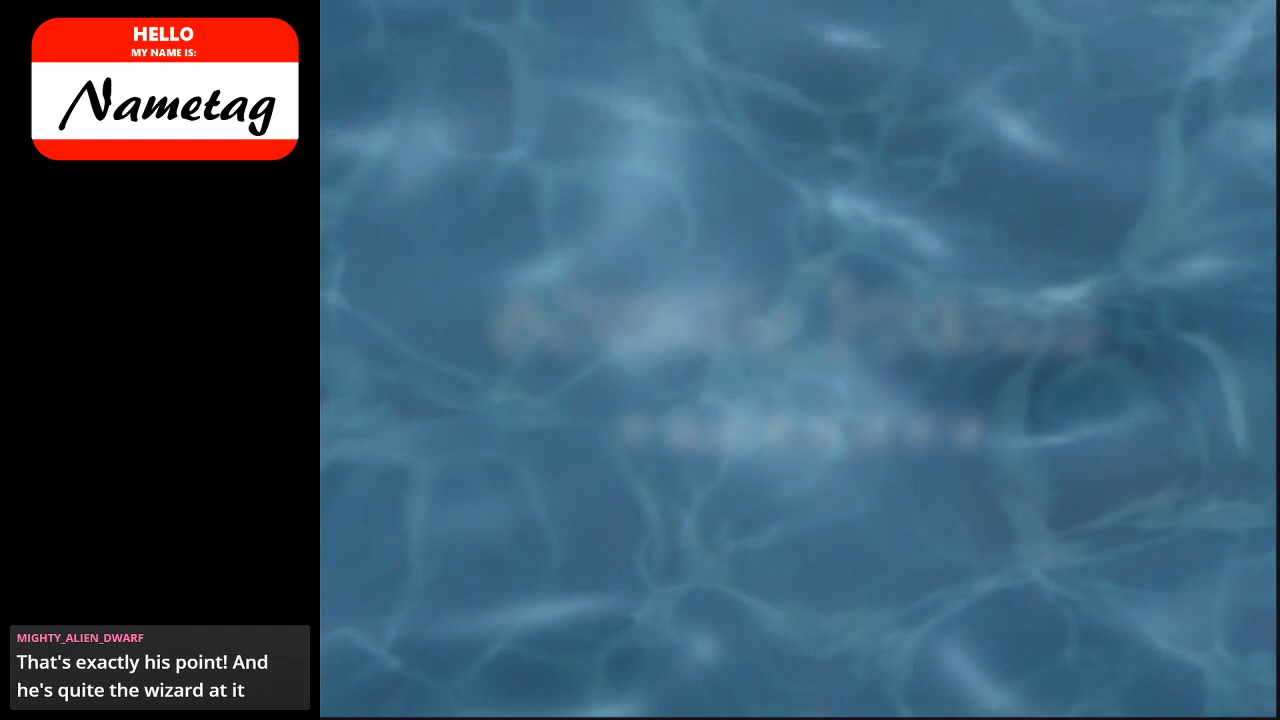 HELLO
MY NAME IS:
Nametag
MIGHTY_ALIEN_DWARF
That's exactly his point! And
he's quite the wizard at it